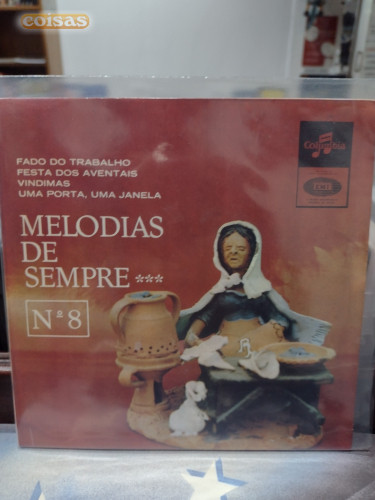 coisas
Columbia
FADO DO TRABALHO
FESTA DOS AVENTAIS
VINDIMAS
UMA PORTA, UMA JANELA
MELODIAS
DE
SEMPRE ***
Nº 8